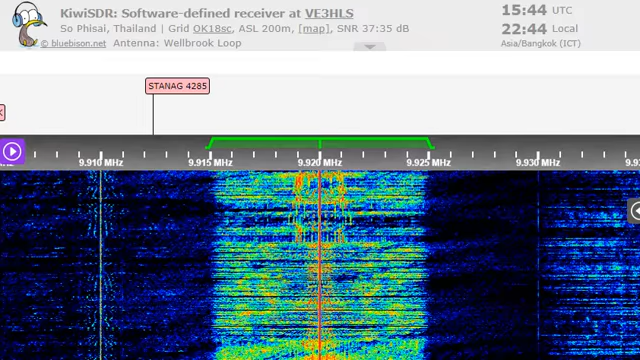 KiwiSDR: Software-defined receiver at VE3HLS
So Phisai, Thailand | Grid OK18sc, ASL 200m, [map], SNR 37:35 dB
© bluebison.net Antenna: Wellbrook Loop
15:44 UTC
22:44 Local
Asia/Bangkok (ICT)
STANAG 4285
9.910 MHz 9.915 MHz 9.920 MHz 9.925 MHz 9.930 MHz